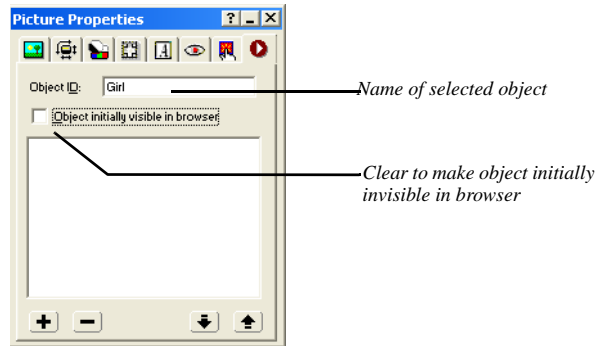 Picture Properties
A
Object ID: Girl
Name of selected object
Object initially visible in browser
Clear to make object initially
invisible in browser